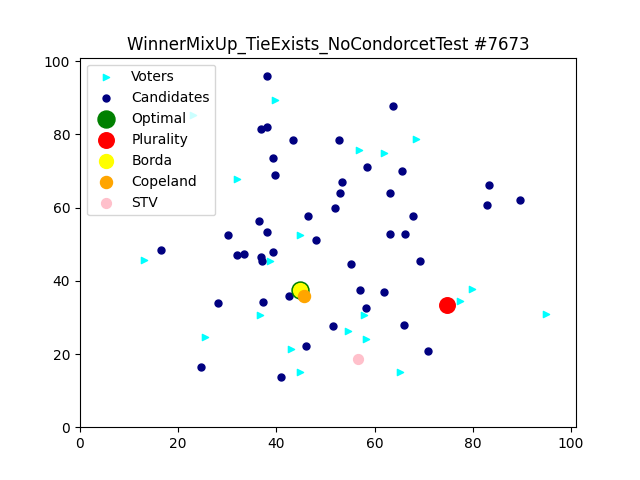 WinnerMixUp_TieExists_NoCondorcetTest #7673
100
80
60
40
20
0
Voters
Candidates
Optimal
Plurality
Borda
Copeland
STV
0 20 40 60 80 100